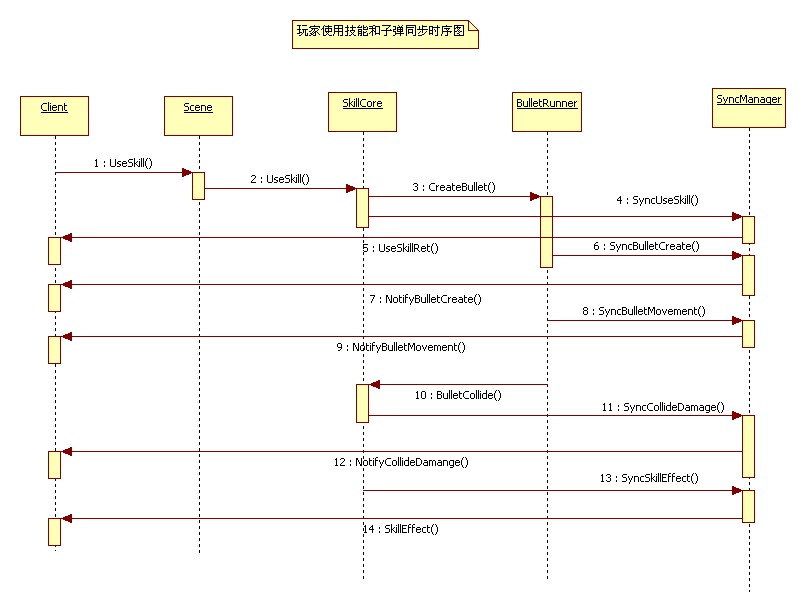 玩家使用技能和子弹同步时序图
Client
Scene
SkillCore
BulletRunner
SyncManager
1 : UseSkill()
2 : UseSkill()
3 : CreateBullet()
4 : SyncUseSkill()
5 : UseSkillRet()
6 : SyncBulletCreate()
7 : NotifyBulletCreate()
8 : SyncBulletMovement()
9 : NotifyBulletMovement()
10 : BulletCollide()
11 : SyncCollideDamage()
12 : NotifyCollideDamange()
13 : SyncSkillEffect()
14 : SkillEffect()